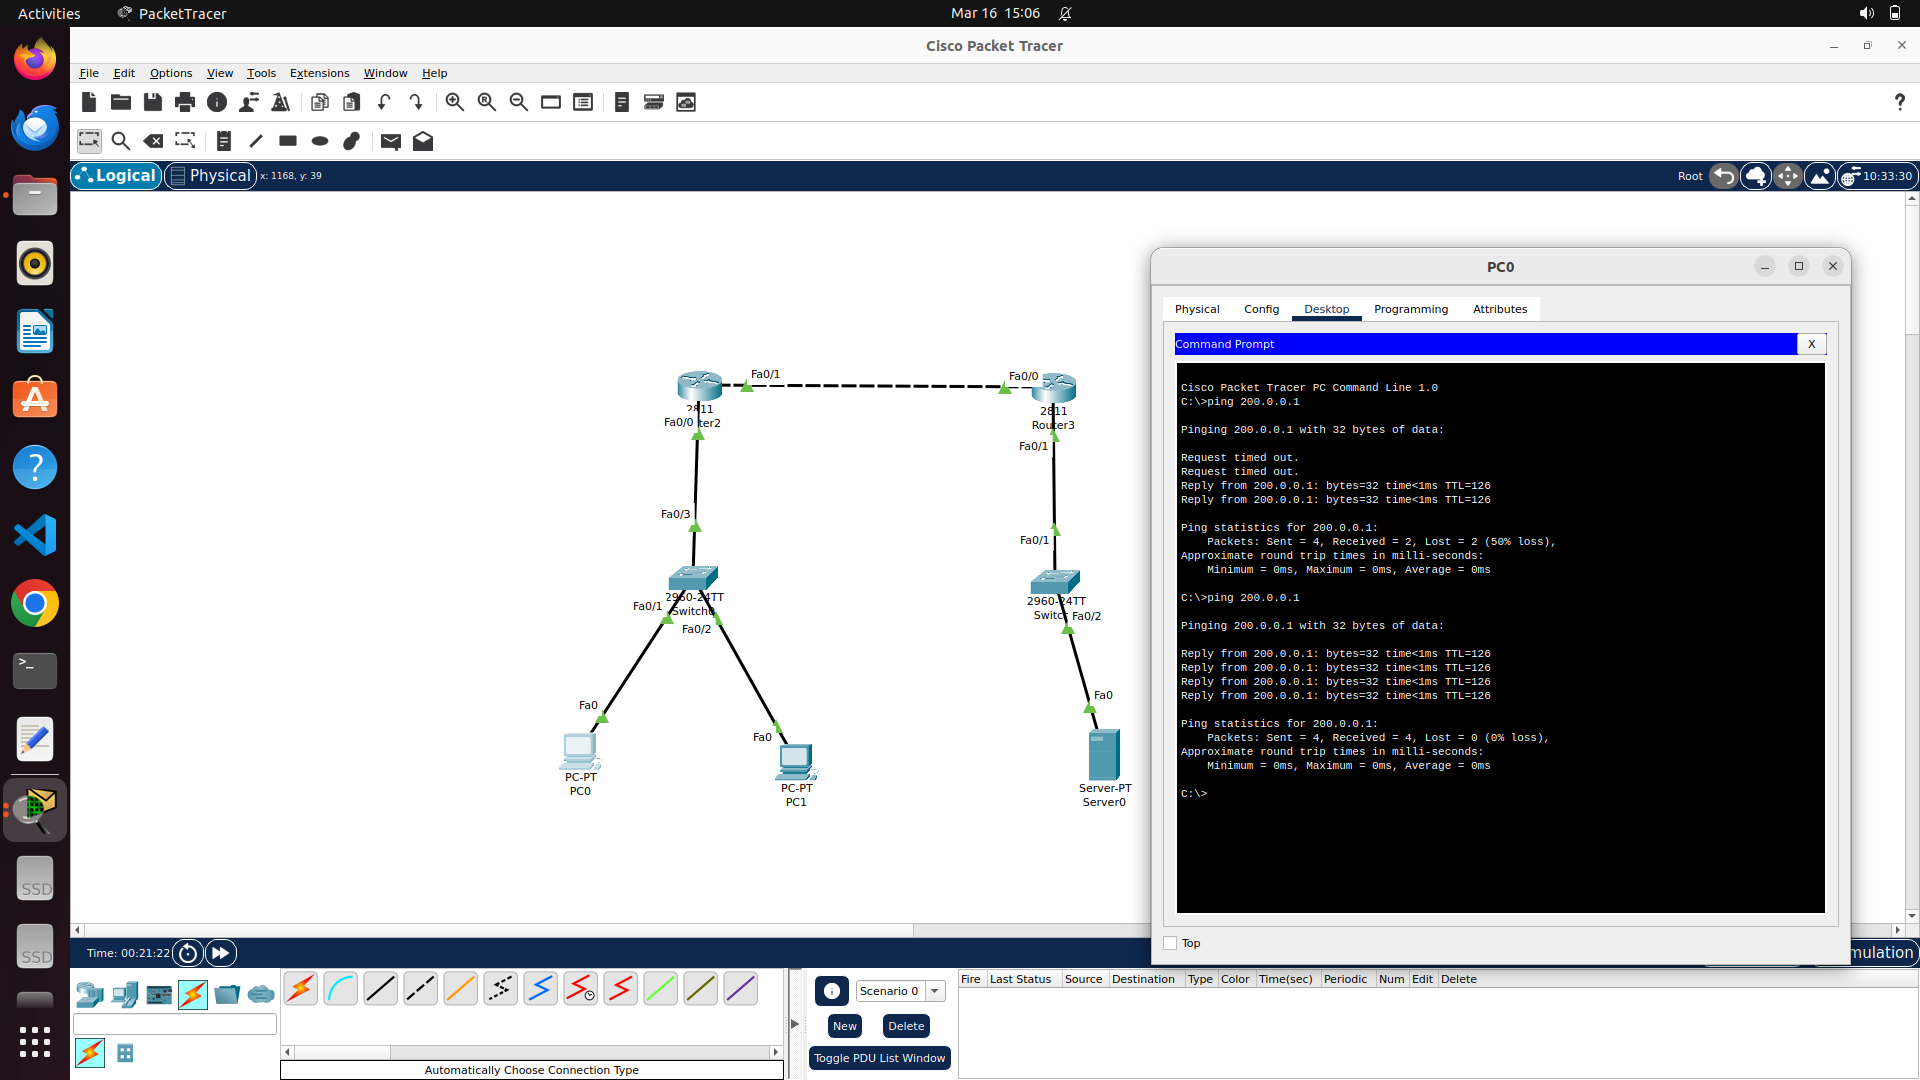 Activities
PacketTracer
Mar 16 15:06
Cisco Packet Tracer
File Edit Options View Tools Extensions Window Help
?
Logical
Physical
x: 1168, y: 39
Root
10:33:30
Fa0/1
Fa0/0
2811
Fa0/0 ter2
2811
Router3
Fa0/1
Fa0/3
Fa0/1
2960-24TT
Switch0
Fa0/1
Fa0/2
2960-24TT
Switc
Fa0/2
Fa0
Fa0
Fa0
PC-PT
PC0
PC-PT
PC1
Server-PT
Server0
PC0
Physical Config Desktop Programming Attributes
Command Prompt
X
Cisco Packet Tracer PC Command Line 1.0
C:\>ping 200.0.0.1
Pinging 200.0.0.1 with 32 bytes of data:
Request timed out.
Request timed out.
Reply from 200.0.0.1: bytes=32 time<1ms TTL=126
Reply from 200.0.0.1: bytes=32 time<1ms TTL=126
Ping statistics for 200.0.0.1:
Packets: Sent = 4, Received = 2, Lost = 2 (50% loss),
Approximate round trip times in milli-seconds:
Minimum = 0ms, Maximum = 0ms, Average = 0ms
C:\>ping 200.0.0.1
Pinging 200.0.0.1 with 32 bytes of data:
Reply from 200.0.0.1: bytes=32 time<1ms TTL=126
Reply from 200.0.0.1: bytes=32 time<1ms TTL=126
Reply from 200.0.0.1: bytes=32 time<1ms TTL=126
Reply from 200.0.0.1: bytes=32 time<1ms TTL=126
Ping statistics for 200.0.0.1:
Packets: Sent = 4, Received = 4, Lost = 0 (0% loss),
Approximate round trip times in milli-seconds:
Minimum = 0ms, Maximum = 0ms, Average = 0ms
C:\>
Top
Time: 00:21:22
mulation
SSD
SSD
Scenario 0
New
Delete
Toggle PDU List Window
Fire Last Status Source Destination Type Color Time(sec) Periodic Num Edit Delete
Automatically Choose Connection Type